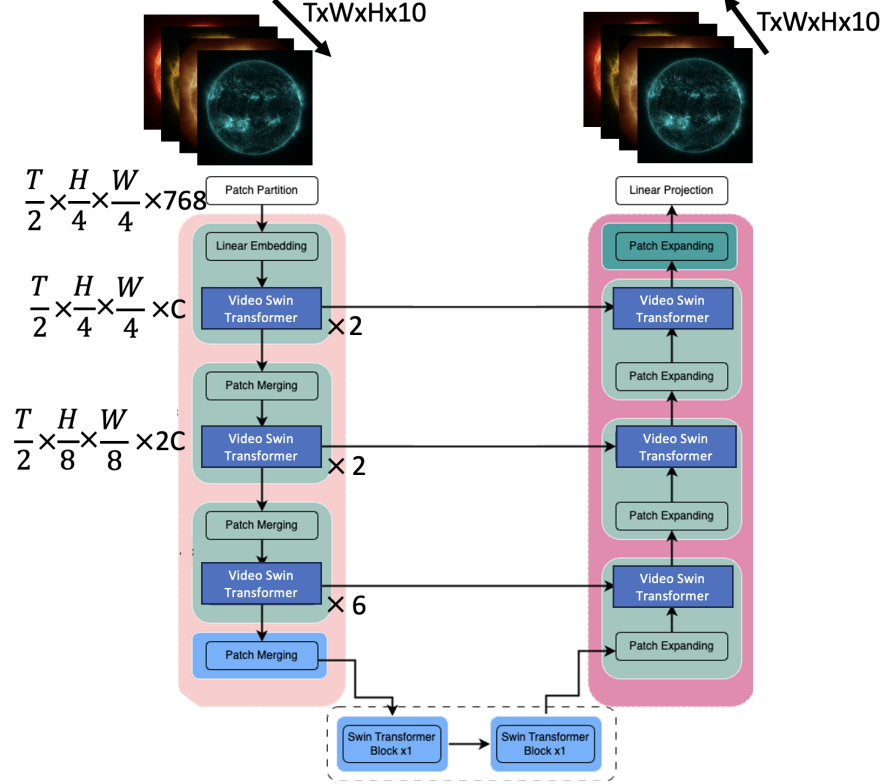 TxWxHx10
TxWxHx10
Patch Partition
Linear Projection
T/2 × H/4 × W/4 ×768
Linear Embedding
Patch Expanding
T/2 × H/4 × W/4 ×C
Video Swin
Transformer
×2
Video Swin
Transformer
Patch Merging
Patch Expanding
T/2 × H/8 × W/8 ×2C
Video Swin
Transformer
×2
Video Swin
Transformer
Patch Merging
Patch Expanding
Video Swin
Transformer
×6
Video Swin
Transformer
Patch Merging
Patch Expanding
Swin Transformer
Block x1
Swin Transformer
Block x1